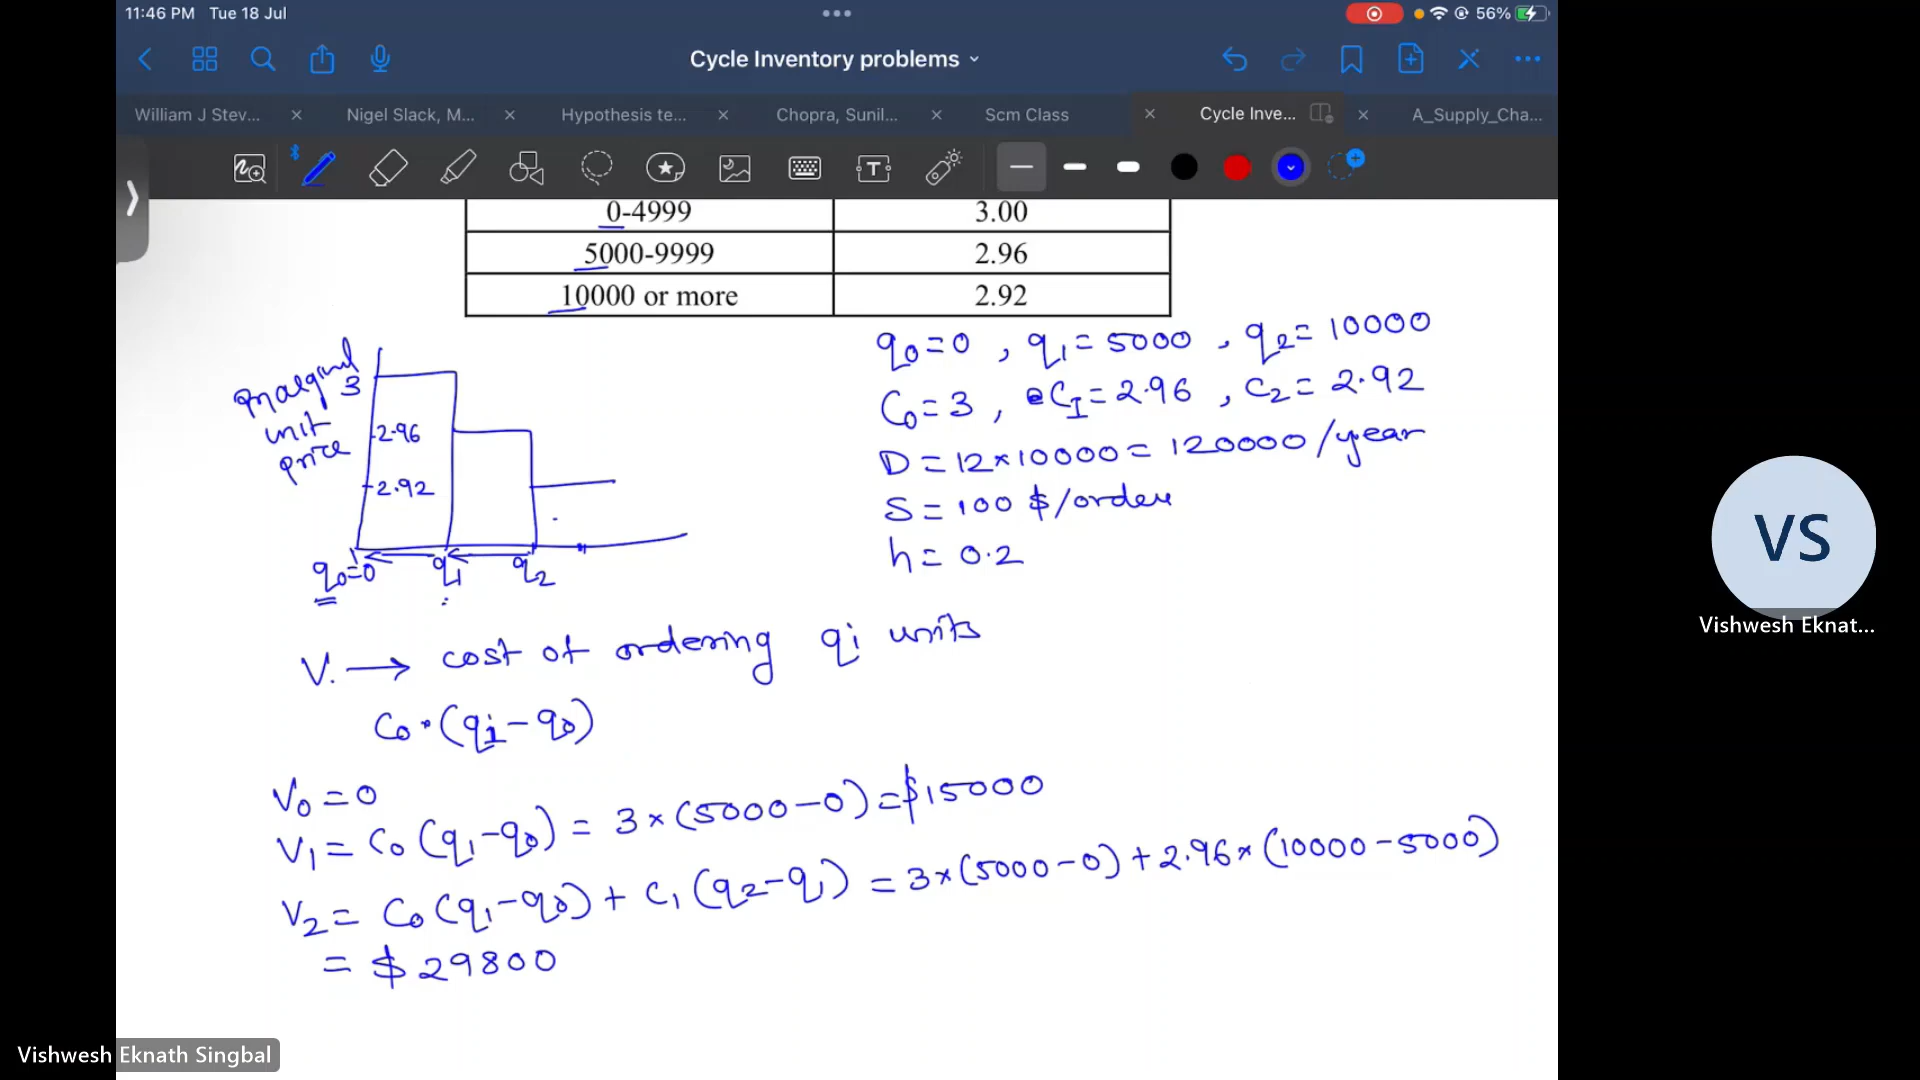 11:46 PM Tue 18 Jul
56%
Cycle Inventory problems
William J Stev... × Nigel Slack, M... × Hypothesis te... × Chopra, Sunil... × Scm Class × Cycle Inve... × A_Supply_Cha...
T
0-4999 3.00
5000-9999 2.96
10000 or more 2.92
q0=0 , q1=5000 , q2=10000
C0=3 , C1=2.96 , C2=2.92
D=12×10000=120000/year
S=100 $/order
h=0.2
marginal
unit
price
3
2.96
2.92
q0=0 q1 q2
V. → cost of ordering qi units
C0·(qi-q0)
V0=0
V1=C0(q1-q0)=3×(5000-0)=$15000
V2=C0(q1-q0)+C1(q2-q1)=3×(5000-0)+2.96×(10000-5000)
=$29800
VS
Vishwesh Eknat...
Vishwesh Eknath Singbal